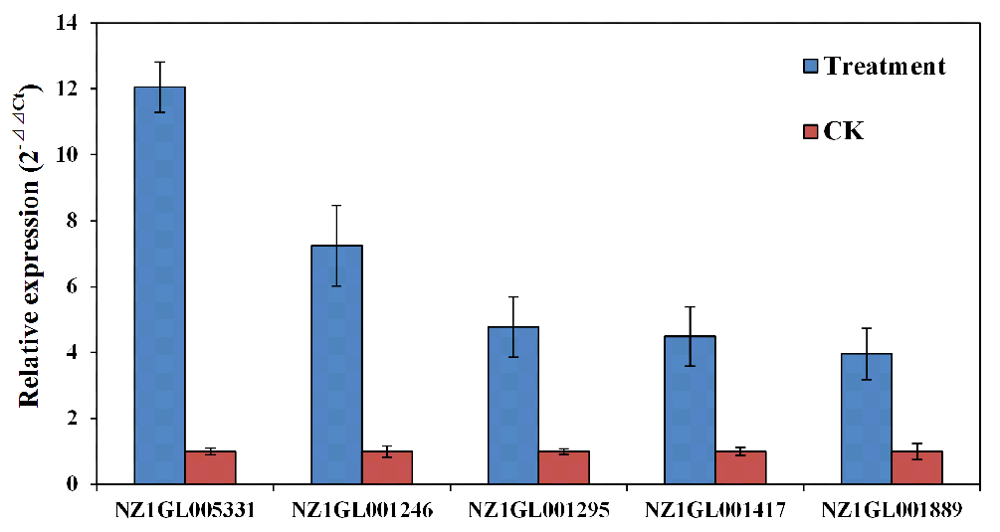 Relative expression (2-⊿⊿Ct)
14
12
10
8
6
4
2
0
Treatment
CK
NZ1GL005331 NZ1GL001246 NZ1GL001295 NZ1GL001417 NZ1GL001889